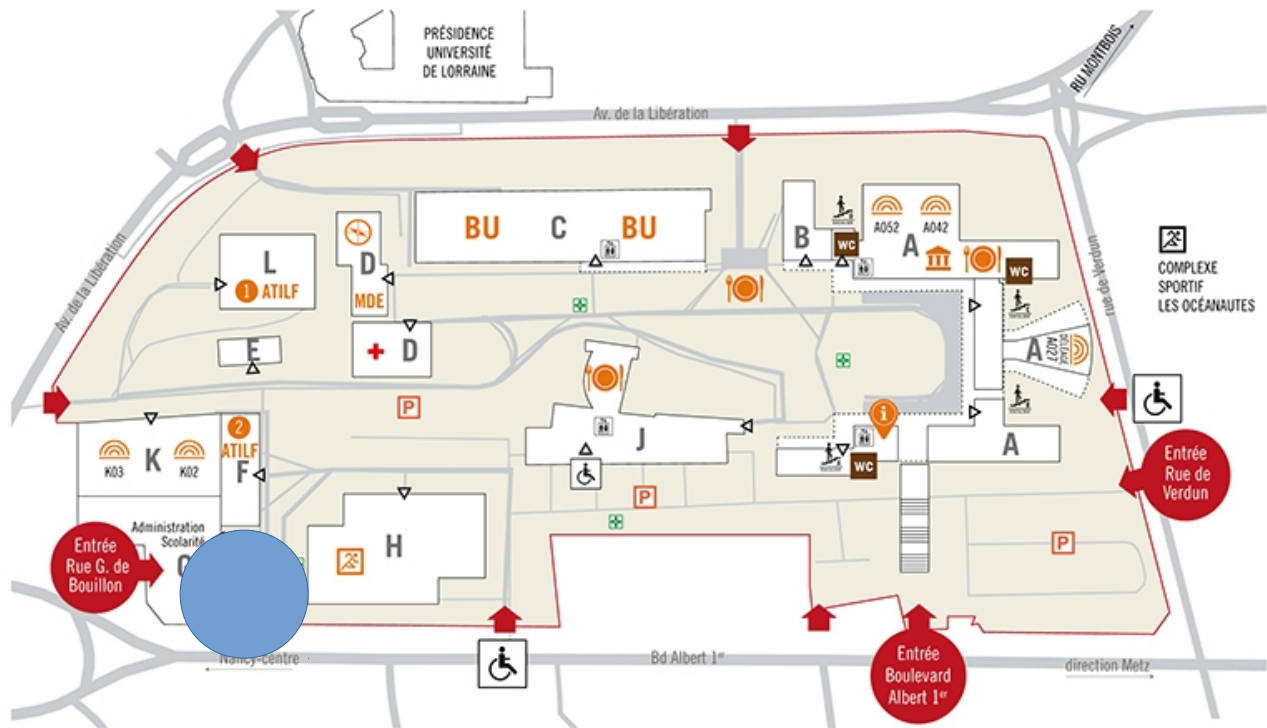 PRÉSIDENCE
UNIVERSITÉ
DE LORRAINE
RU MONTBOIS
Av. de la Libération
Av. de la Libération
rue de Verdun
COMPLEXE
SPORTIF
LES OCÉANAUTES
BU C BU
B
WC
A052 A042
A
WC
L
1 ATILF
D
MDE
E
D
A
DÉLÉAGE
A027
P
J
i
WC
A
2
ATILF
F
K03 K K02
P
P
H
Administration
Scolarité
Entrée
Rue G. de
Bouillon
Entrée
Rue de
Verdun
Entrée
Boulevard
Albert 1er
Nancy-centre
Bd Albert 1er
direction Metz